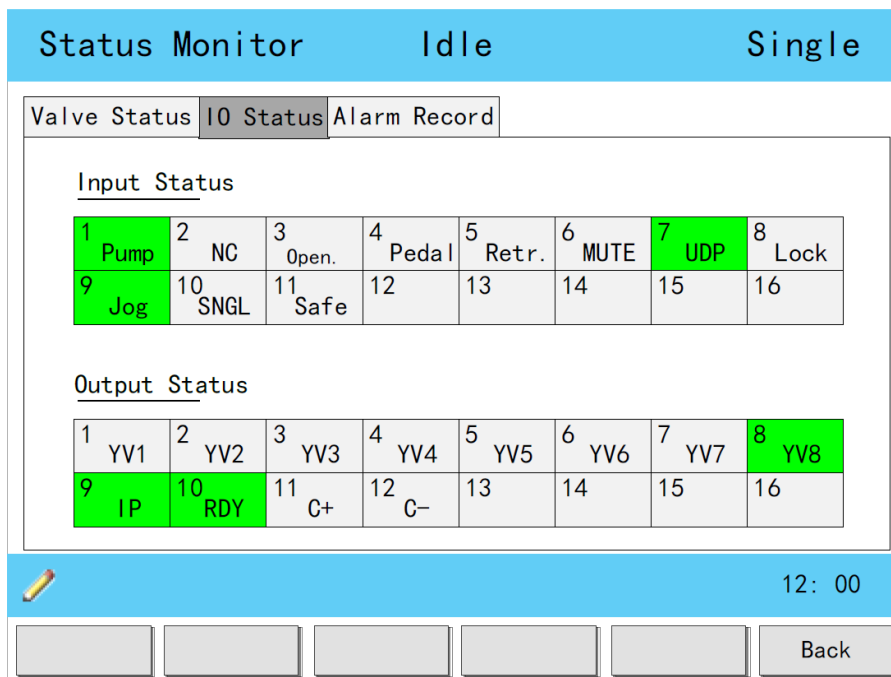 Status Monitor Idle Single
Valve Status IO Status Alarm Record
Input Status
1 Pump 2 NC 3 Open. 4 Pedal 5 Retr. 6 MUTE 7 UDP 8 Lock
9 Jog 10 SNGL 11 Safe 12 13 14 15 16
Output Status
1 YV1 2 YV2 3 YV3 4 YV4 5 YV5 6 YV6 7 YV7 8 YV8
9 IP 10 RDY 11 C+ 12 C- 13 14 15 16
12: 00
Back